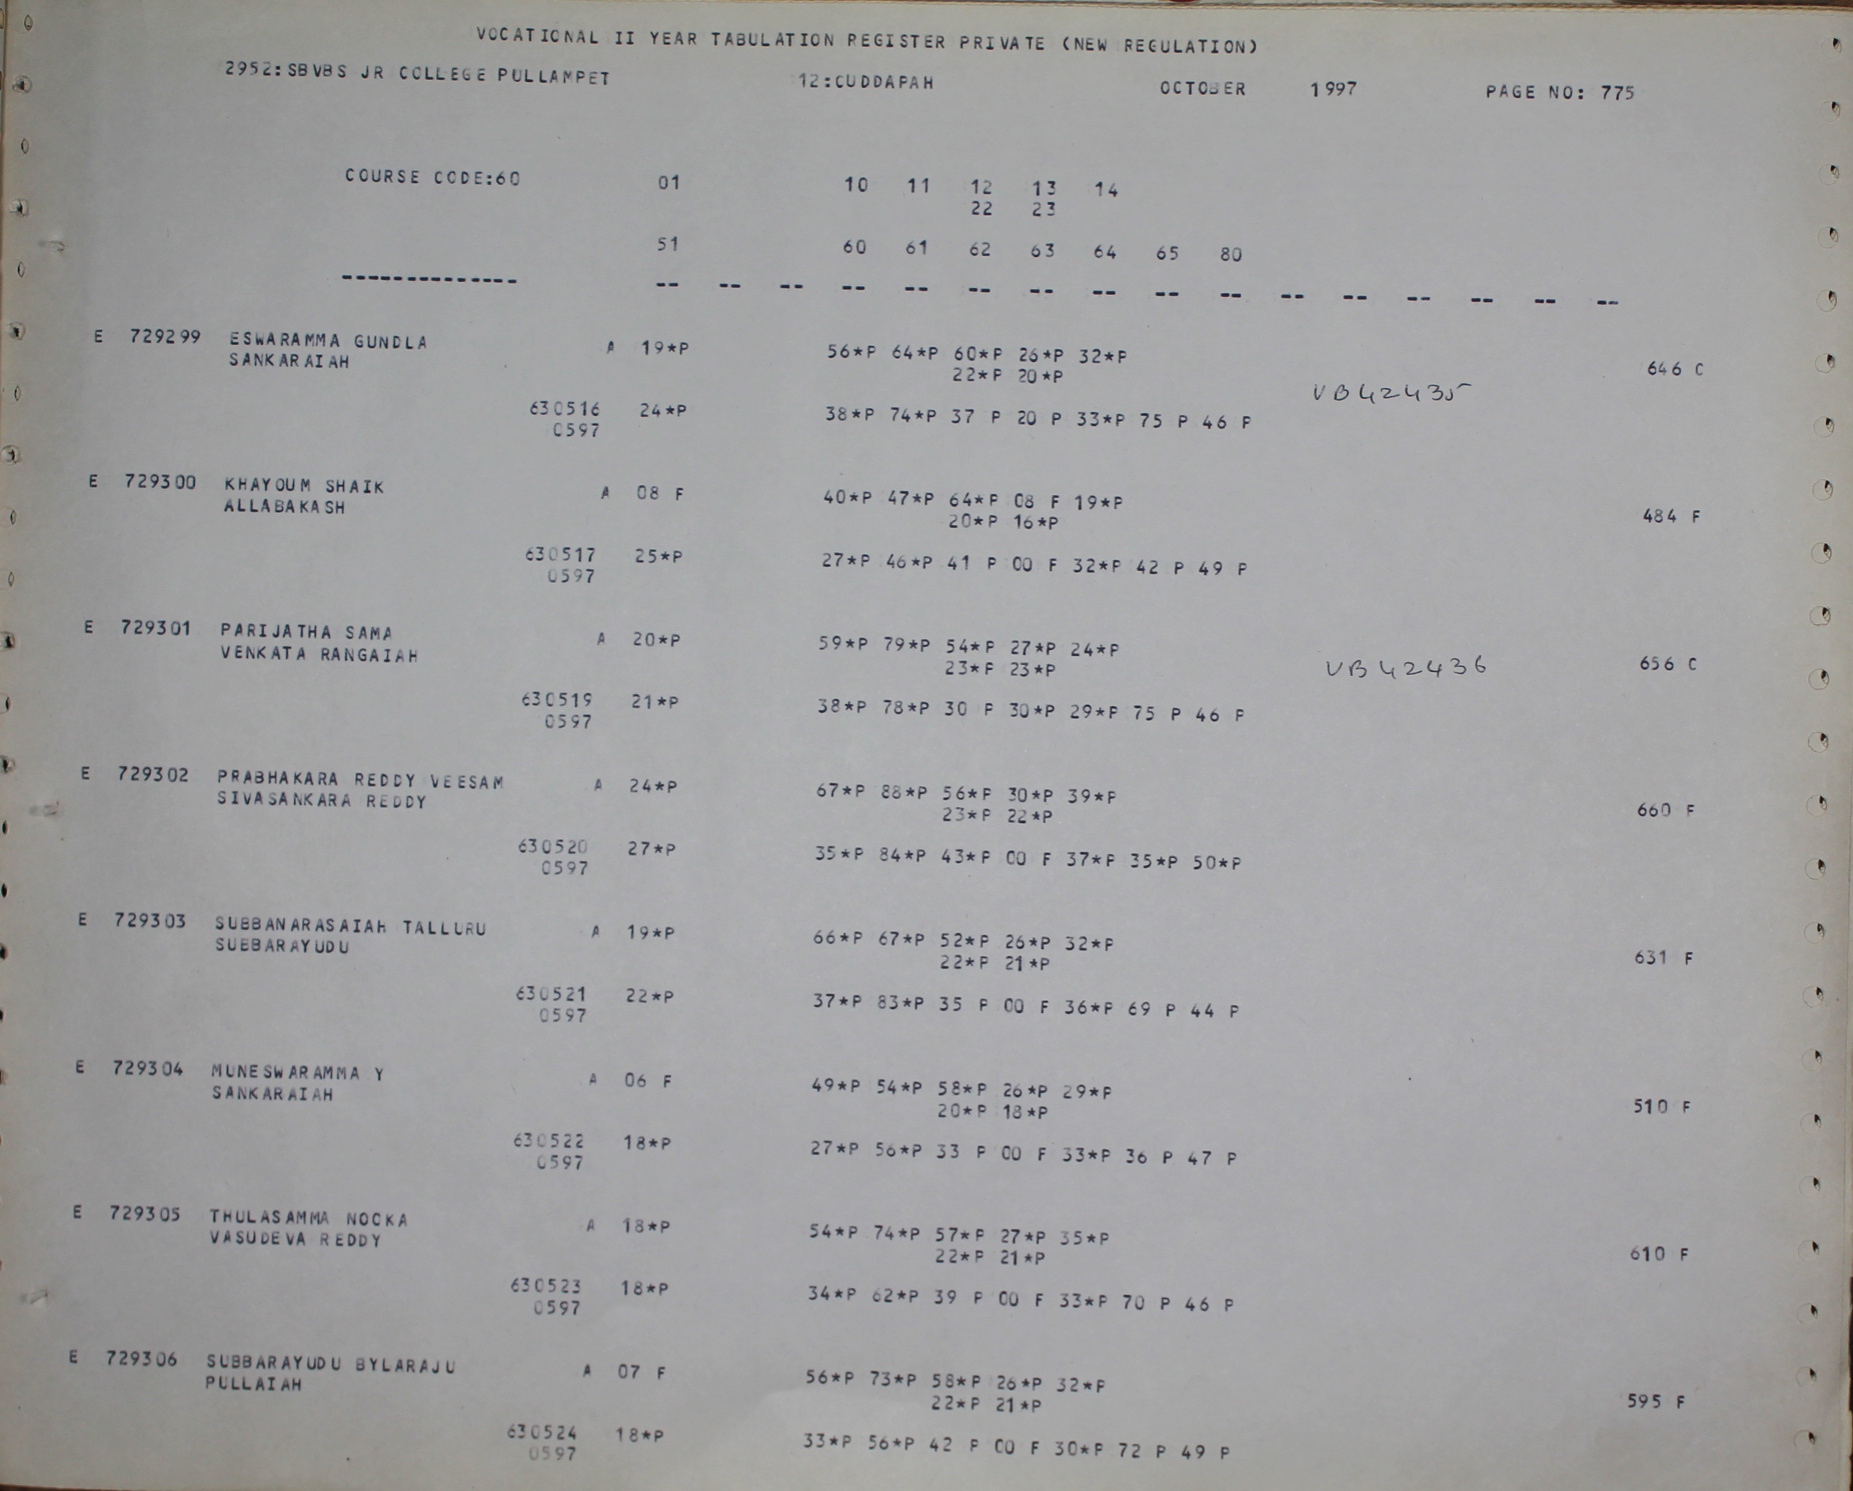 VOCATIONAL II YEAR TABULATION REGISTER PRIVATE (NEW REGULATION)
2952:SBVBS JR COLLEGE PULLAMPET 12:CUDDAPAH OCTOBER 1997 PAGE NO: 775
COURSE CODE:60 01 10 11 12 13 14
22 23
51 60 61 62 63 64 65 80
-------------- -- -- -- -- -- -- -- -- -- -- -- -- -- -- -- --
E 729299 ESWARAMMA GUNDLA A 19*P 56*P 64*P 60*P 26*P 32*P
SANKARAIAH 22*P 20*P 646 C
VB42435
630516 24*P 38*P 74*P 37 P 20 P 33*P 75 P 46 P
0597
E 729300 KHAYOUM SHAIK A 08 F 40*P 47*P 64*P 08 F 19*P
ALLABAKASH 20*P 16*P 484 F
630517 25*P 27*P 46*P 41 P 00 F 32*P 42 P 49 P
0597
E 729301 PARIJATHA SAMA A 20*P 59*P 79*P 54*P 27*P 24*P
VENKATA RANGAIAH 23*P 23*P VB42436 656 C
630519 21*P 38*P 78*P 30 P 30*P 29*P 75 P 46 P
0597
E 729302 PRABHAKARA REDDY VEESAM A 24*P 67*P 88*P 56*P 30*P 39*P
SIVASANKARA REDDY 23*P 22*P 660 F
630520 27*P 35*P 84*P 43*P 00 F 37*P 35*P 50*P
0597
E 729303 SUBBANARASAIAH TALLURU A 19*P 66*P 67*P 52*P 26*P 32*P
SUBBARAYUDU 22*P 21*P 631 F
630521 22*P 37*P 83*P 35 P 00 F 36*P 69 P 44 P
0597
E 729304 MUNESWARAMMA Y A 06 F 49*P 54*P 58*P 26*P 29*P
SANKARAIAH 20*P 18*P 510 F
630522 18*P 27*P 56*P 33 P 00 F 33*P 36 P 47 P
0597
E 729305 THULASAMMA NOCKA A 18*P 54*P 74*P 57*P 27*P 35*P
VASUDEVA REDDY 22*P 21*P 610 F
630523 18*P 34*P 62*P 39 P 00 F 33*P 70 P 46 P
0597
E 729306 SUBBARAYUDU BYLARAJU A 07 F 56*P 73*P 58*P 26*P 32*P
PULLAIAH 22*P 21*P 595 F
630524 18*P 33*P 56*P 42 P 00 F 30*P 72 P 49 P
0597